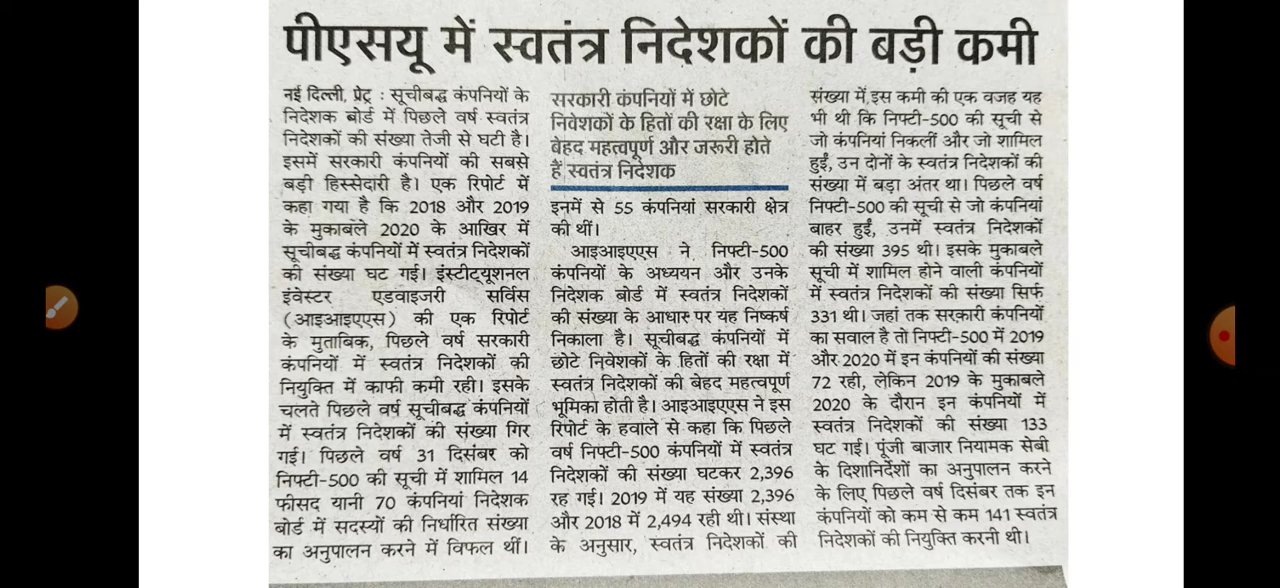 पीएसयू में स्वतंत्र निदेशकों की बड़ी कमी
नई दिल्ली, प्रेट्र : सूचीबद्ध कंपनियों के
निदेशक बोर्ड में पिछले वर्ष स्वतंत्र
निदेशकों की संख्या तेजी से घटी है।
इसमें सरकारी कंपनियों की सबसे
बड़ी हिस्सेदारी है। एक रिपोर्ट में
कहा गया है कि 2018 और 2019
के मुकाबले 2020 के आखिर में
सूचीबद्ध कंपनियों में स्वतंत्र निदेशकों
की संख्या घट गई। इंस्टीट्यूशनल
इंवेस्टर एडवाइजरी सर्विस
(आइआइएएस) की एक रिपोर्ट
के मुताबिक, पिछले वर्ष सरकारी
कंपनियों में स्वतंत्र निदेशकों की
नियुक्ति में काफी कमी रही। इसके
चलते पिछले वर्ष सूचीबद्ध कंपनियों
में स्वतंत्र निदेशकों की संख्या गिर
गई। पिछले वर्ष 31 दिसंबर को
निफ्टी-500 की सूची में शामिल 14
फीसद यानी 70 कंपनियां निदेशक
बोर्ड में सदस्यों की निर्धारित संख्या
का अनुपालन करने में विफल थीं।
सरकारी कंपनियों में छोटे
निवेशकों के हितों की रक्षा के लिए
बेहद महत्वपूर्ण और जरूरी होते
हैं स्वतंत्र निदेशक
इनमें से 55 कंपनियां सरकारी क्षेत्र
की थीं।
आइआइएएस ने निफ्टी-500
कंपनियों के अध्ययन और उनके
निदेशक बोर्ड में स्वतंत्र निदेशकों
की संख्या के आधार पर यह निष्कर्ष
निकाला है। सूचीबद्ध कंपनियों में
छोटे निवेशकों के हितों की रक्षा में
स्वतंत्र निदेशकों की बेहद महत्वपूर्ण
भूमिका होती है। आइआइएएस ने इस
रिपोर्ट के हवाले से कहा कि पिछले
वर्ष निफ्टी-500 कंपनियों में स्वतंत्र
निदेशकों की संख्या घटकर 2,396
रह गई। 2019 में यह संख्या 2,396
और 2018 में 2,494 रही थी। संस्था
के अनुसार, स्वतंत्र निदेशकों की
संख्या में इस कमी की एक वजह यह
भी थी कि निफ्टी-500 की सूची से
जो कंपनियां निकलीं और जो शामिल
हुईं, उन दोनों के स्वतंत्र निदेशकों की
संख्या में बड़ा अंतर था। पिछले वर्ष
निफ्टी-500 की सूची से जो कंपनियां
बाहर हुईं, उनमें स्वतंत्र निदेशकों
की संख्या 395 थी। इसके मुकाबले
सूची में शामिल होने वाली कंपनियों
में स्वतंत्र निदेशकों की संख्या सिर्फ
331 थी। जहां तक सरकारी कंपनियों
का सवाल है तो निफ्टी-500 में 2019
और 2020 में इन कंपनियों की संख्या
72 रही, लेकिन 2019 के मुकाबले
2020 के दौरान इन कंपनियों में
स्वतंत्र निदेशकों की संख्या 133
घट गई। पूंजी बाजार नियामक सेबी
के दिशानिर्देशों का अनुपालन करने
के लिए पिछले वर्ष दिसंबर तक इन
कंपनियों को कम से कम 141 स्वतंत्र
निदेशकों की नियुक्ति करनी थी।